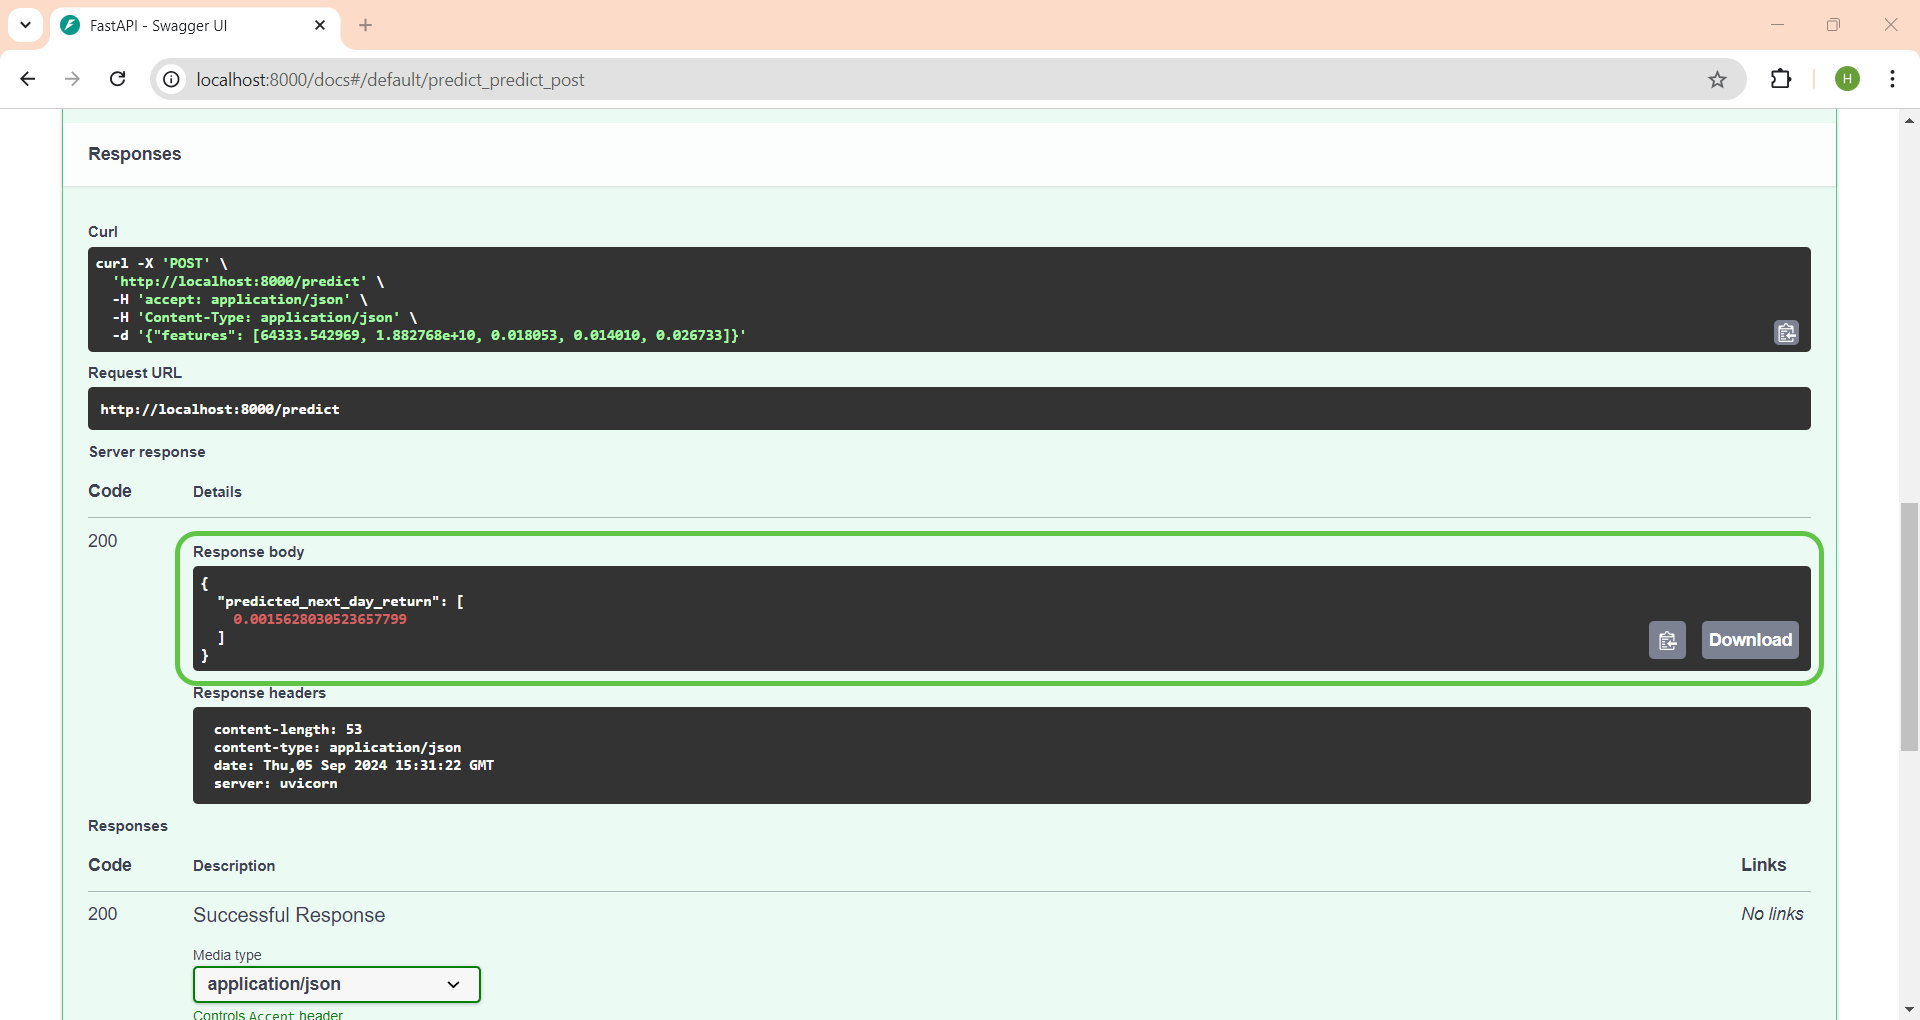 FastAPI - Swagger UI
localhost:8000/docs#/default/predict_predict_post
H
Responses
Curl
curl -X 'POST' \
'http://localhost:8000/predict' \
-H 'accept: application/json' \
-H 'Content-Type: application/json' \
-d '{"features": [64333.542969, 1.882768e+10, 0.018053, 0.014010, 0.026733]}'
Request URL
http://localhost:8000/predict
Server response
Code Details
200
Response body
{
"predicted_next_day_return": [
0.0015628030523657799
]
}
Download
Response headers
content-length: 53
content-type: application/json
date: Thu,05 Sep 2024 15:31:22 GMT
server: uvicorn
Responses
Code Description Links
200 Successful Response No links
Media type
application/json
Controls Accept header